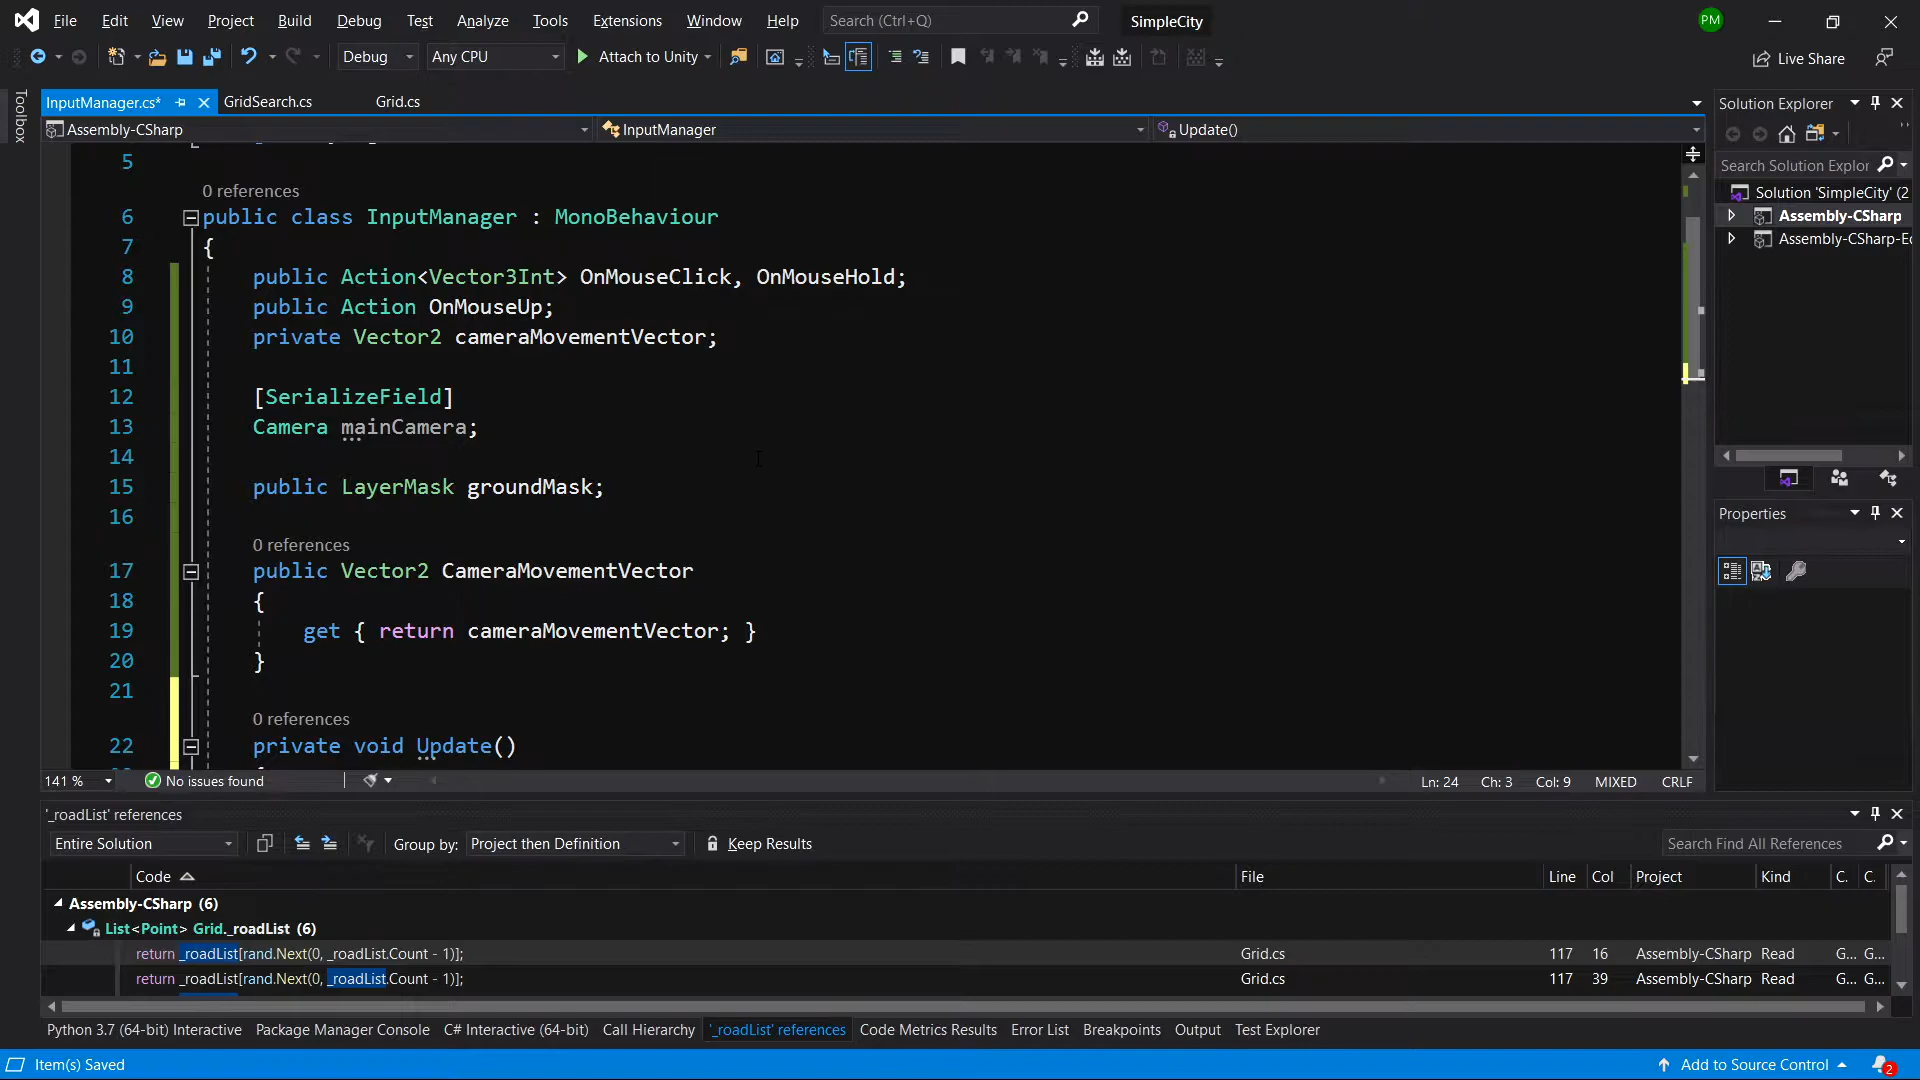 File Edit View Project Build Debug Test Analyze Tools Extensions Window Help Search (Ctrl+Q) SimpleCity PM
Debug Any CPU Attach to Unity Live Share
Toolbox
InputManager.cs* GridSearch.cs Grid.cs
Assembly-CSharp InputManager Update()
5
0 references
6 public class InputManager : MonoBehaviour
7 {
8 public Action<Vector3Int> OnMouseClick, OnMouseHold;
9 public Action OnMouseUp;
10 private Vector2 cameraMovementVector;
11
12 [SerializeField]
13 Camera mainCamera;
14
15 public LayerMask groundMask;
16
0 references
17 public Vector2 CameraMovementVector
18 {
19 get { return cameraMovementVector; }
20 }
21
0 references
22 private void Update()
141 % No issues found Ln: 24 Ch: 3 Col: 9 MIXED CRLF
Solution Explorer
Search Solution Explor
Solution 'SimpleCity' (2
Assembly-CSharp
Assembly-CSharp-Ec
Properties
'_roadList' references
Entire Solution Group by: Project then Definition Keep Results Search Find All References
Code File Line Col Project Kind C. C.
Assembly-CSharp (6)
List<Point> Grid._roadList (6)
return _roadList[rand.Next(0, _roadList.Count - 1)]; Grid.cs 117 16 Assembly-CSharp Read G... G...
return _roadList[rand.Next(0, _roadList.Count - 1)]; Grid.cs 117 39 Assembly-CSharp Read G... G...
Python 3.7 (64-bit) Interactive Package Manager Console C# Interactive (64-bit) Call Hierarchy '_roadList' references Code Metrics Results Error List Breakpoints Output Test Explorer
Item(s) Saved Add to Source Control 2